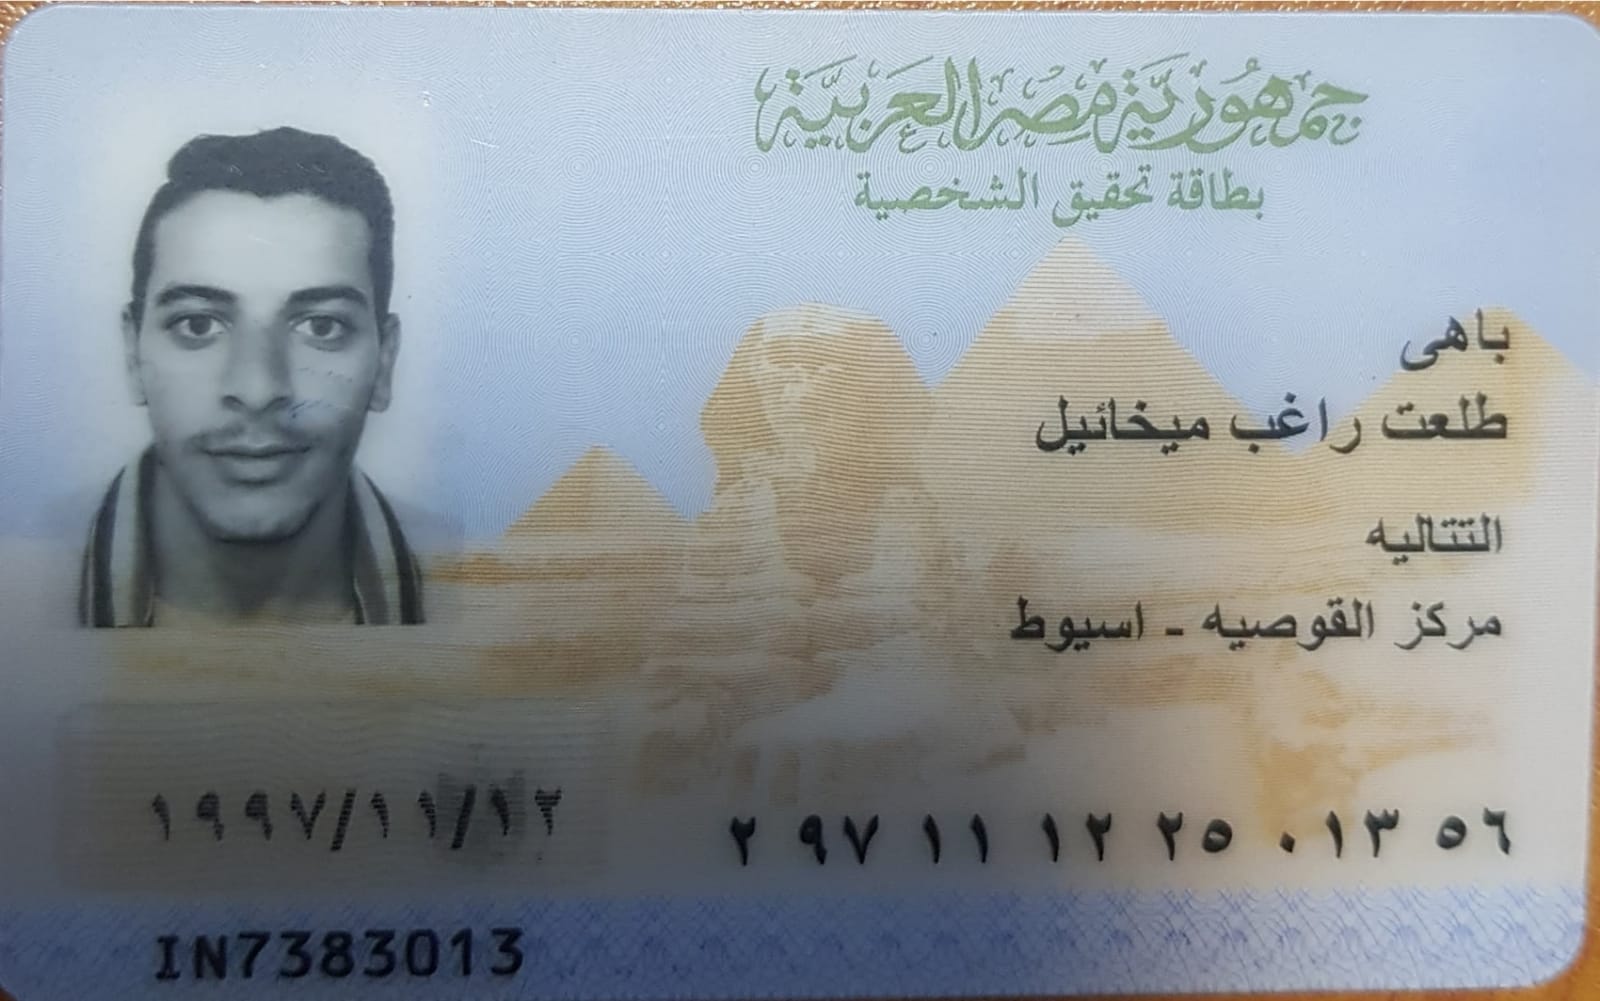 جمهورية مصر العربية
بطاقة تحقيق الشخصية
باهى
طلعت راغب ميخائيل
التتاليه
مركز القوصيه - اسيوط
٢ ٩٧ ١١ ١٢ ٢٥ ٠١٣ ٥٦
١٩٩٧/١١/١٢
IN7383013